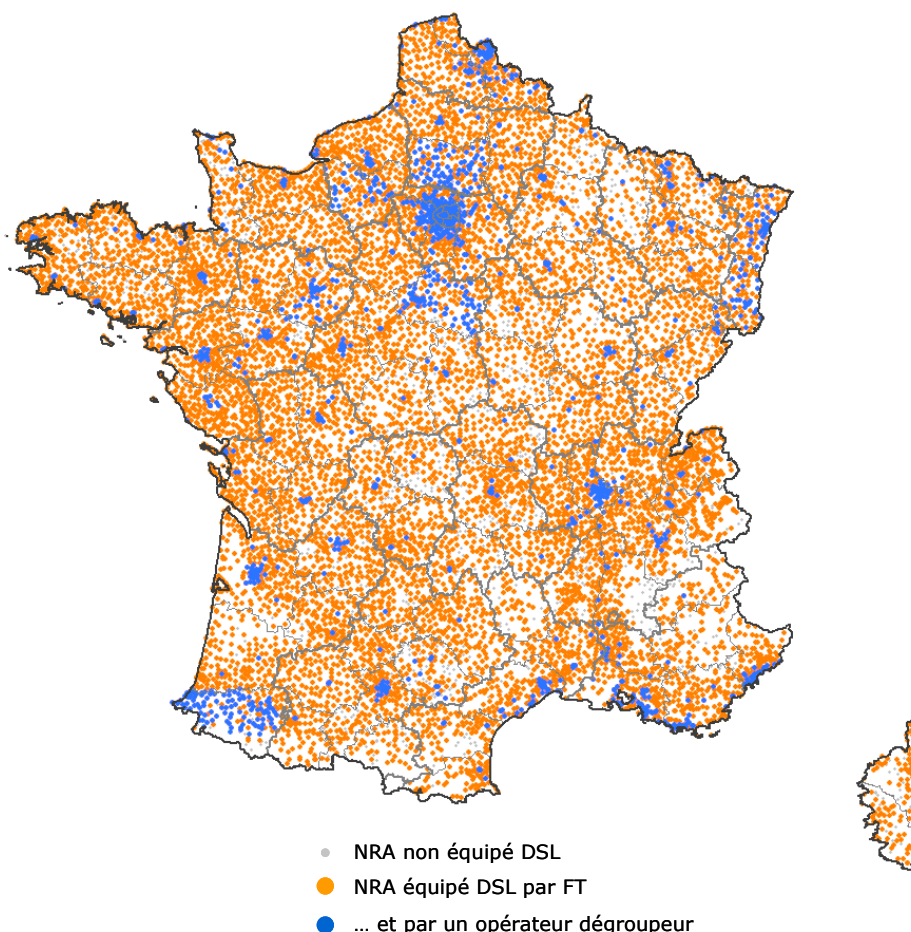 NRA non équipé DSL
NRA équipé DSL par FT
... et par un opérateur dégroupeur